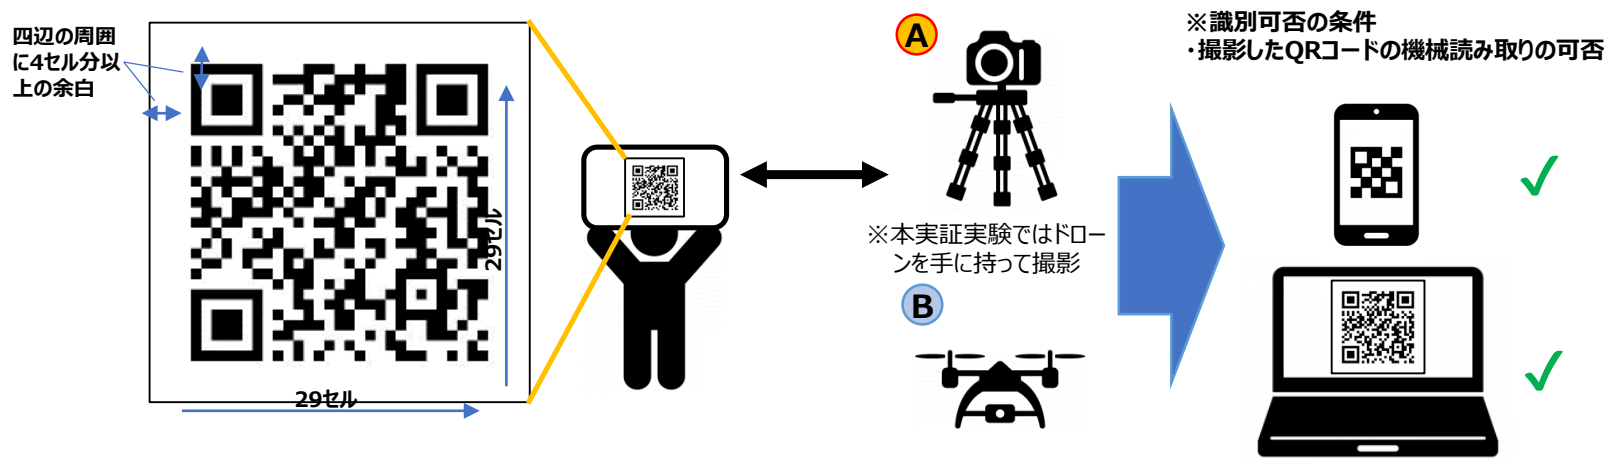 四辺の周囲
に4セル分以
上の余白
29セル
29セル
A
※本実証実験ではドロー
ンを手に持って撮影
B
※識別可否の条件
・撮影したQRコードの機械読み取りの可否